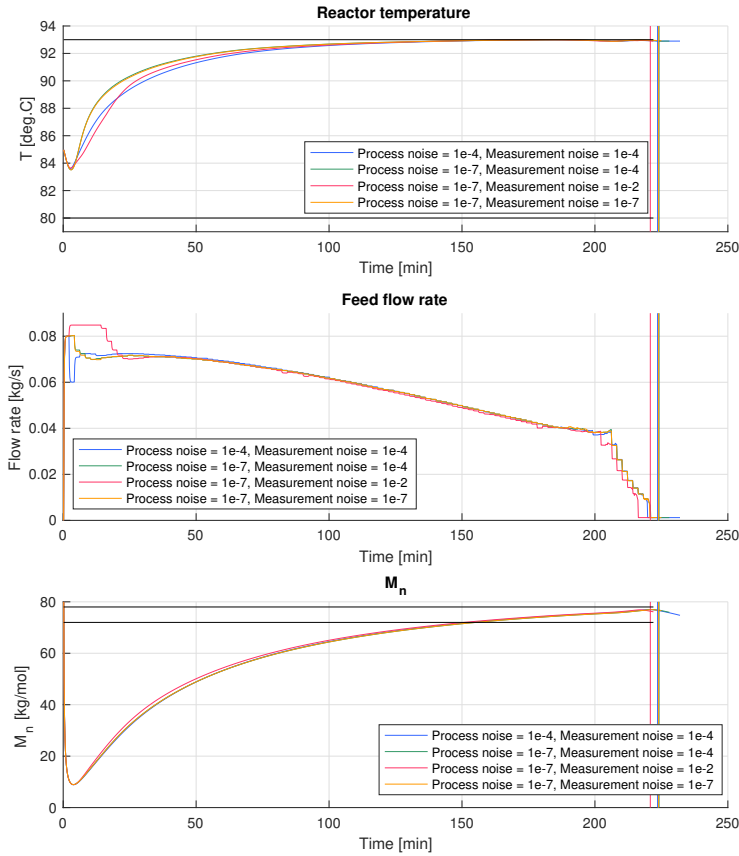 Reactor temperature
94
92
90
88
86
84
82
80
T [deg.C]
Process noise = 1e-4, Measurement noise = 1e-4
Process noise = 1e-7, Measurement noise = 1e-4
Process noise = 1e-7, Measurement noise = 1e-2
Process noise = 1e-7, Measurement noise = 1e-7
0 50 100 150 200 250
Time [min]
Feed flow rate
0.08
0.06
0.04
0.02
0
Flow rate [kg/s]
Process noise = 1e-4, Measurement noise = 1e-4
Process noise = 1e-7, Measurement noise = 1e-4
Process noise = 1e-7, Measurement noise = 1e-2
Process noise = 1e-7, Measurement noise = 1e-7
0 50 100 150 200 250
Time [min]
M_n
80
60
40
20
0
M_n [kg/mol]
Process noise = 1e-4, Measurement noise = 1e-4
Process noise = 1e-7, Measurement noise = 1e-4
Process noise = 1e-7, Measurement noise = 1e-2
Process noise = 1e-7, Measurement noise = 1e-7
0 50 100 150 200 250
Time [min]